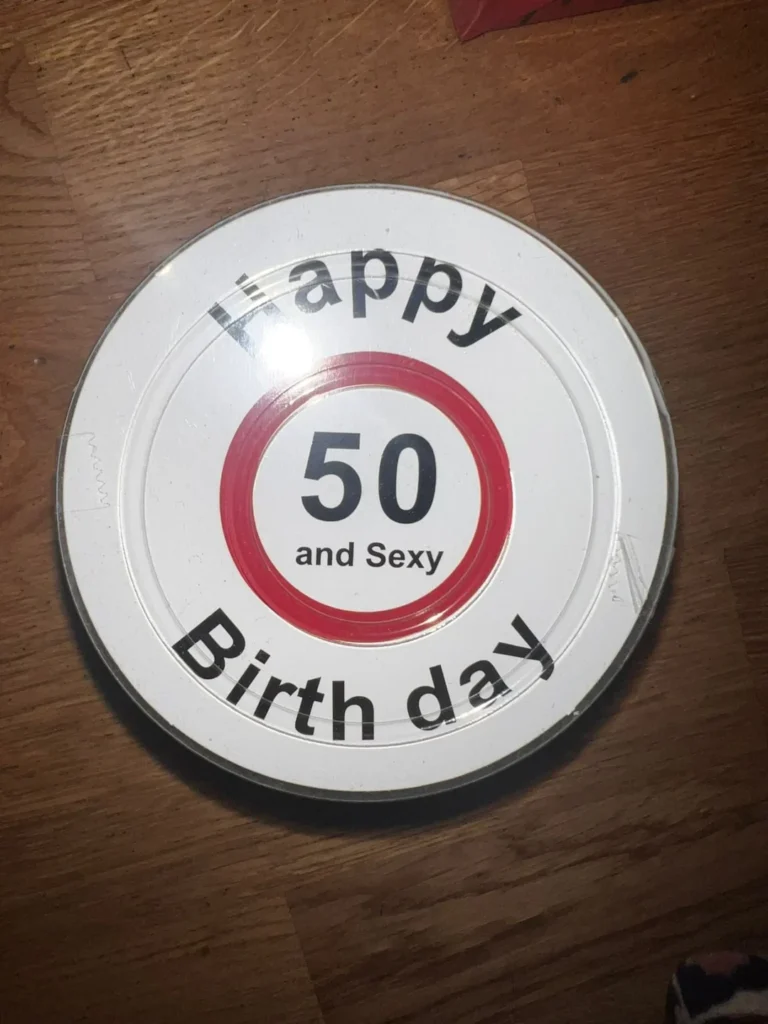 Happy
50
and Sexy
Birth day